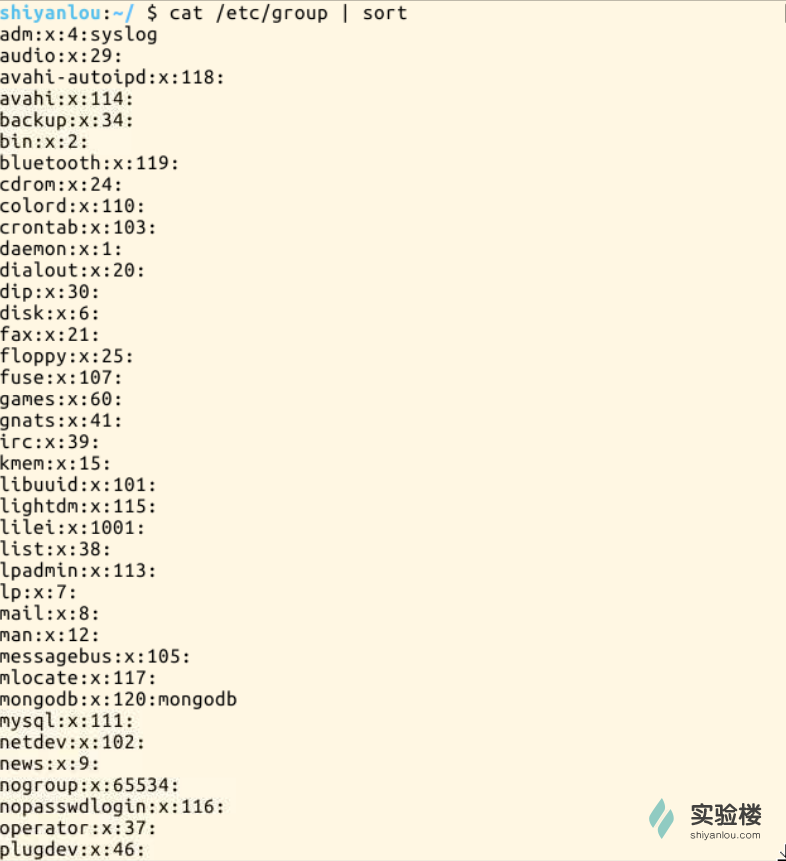 shiyanlou:~/ $ cat /etc/group | sort
adm:x:4:syslog
audio:x:29:
avahi-autoipd:x:118:
avahi:x:114:
backup:x:34:
bin:x:2:
bluetooth:x:119:
cdrom:x:24:
colord:x:110:
crontab:x:103:
daemon:x:1:
dialout:x:20:
dip:x:30:
disk:x:6:
fax:x:21:
floppy:x:25:
fuse:x:107:
games:x:60:
gnats:x:41:
irc:x:39:
kmem:x:15:
libuuid:x:101:
lightdm:x:115:
lilei:x:1001:
list:x:38:
lpadmin:x:113:
lp:x:7:
mail:x:8:
man:x:12:
messagebus:x:105:
mlocate:x:117:
mongodb:x:120:mongodb
mysql:x:111:
netdev:x:102:
news:x:9:
nogroup:x:65534:
nopasswdlogin:x:116:
operator:x:37:
plugdev:x:46:
实验楼
shiyanlou.com